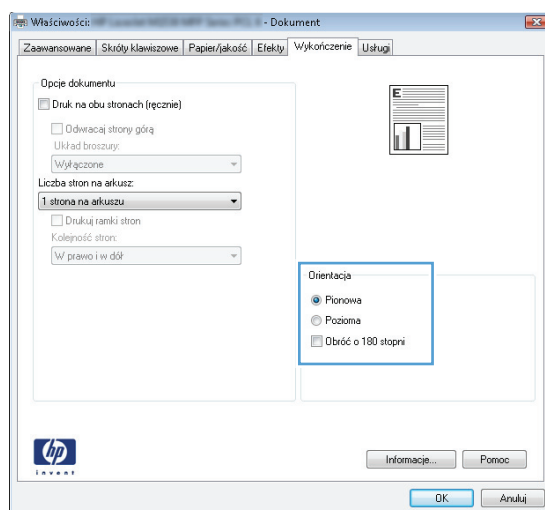 Właściwości: - Dokument
Zaawansowane Skróty klawiszowe Papier/jakość Efekty Wykończenie Usługi
Opcje dokumentu
Druk na obu stronach (ręcznie)
Odwracaj strony górą
Układ broszury:
Wyłączone
Liczba stron na arkusz:
1 strona na arkuszu
Drukuj ramki stron
Kolejność stron:
W prawo i w dół
E
Orientacja
Pionowa
Pozioma
Obróć o 180 stopni
hp
invent
Informacje... Pomoc
OK Anuluj